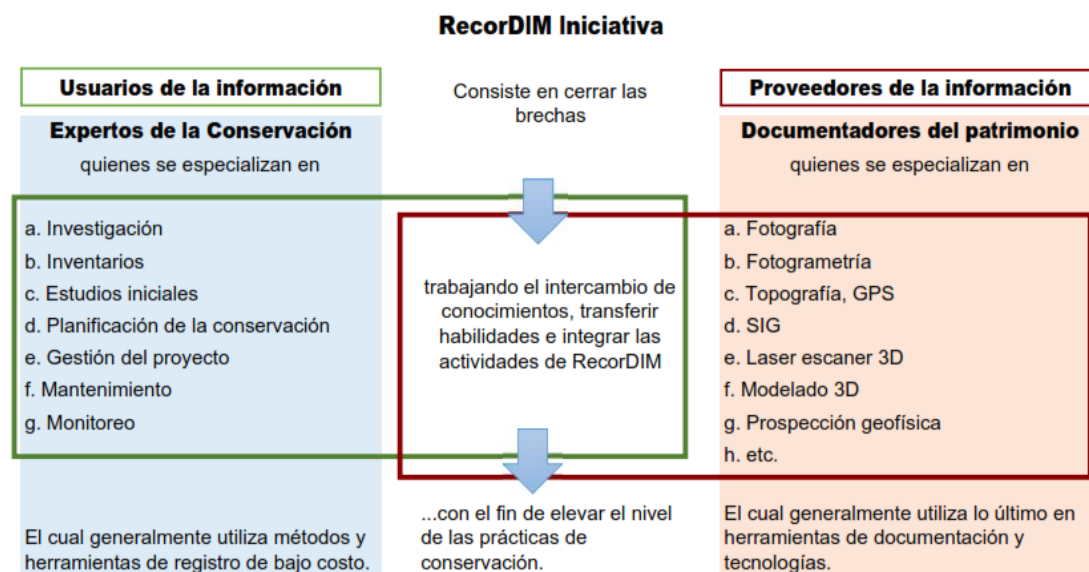 RecorDIM Iniciativa
Usuarios de la información
Expertos de la Conservación
quienes se especializan en
a. Investigación
b. Inventarios
c. Estudios iniciales
d. Planificación de la conservación
e. Gestión del proyecto
f. Mantenimiento
g. Monitoreo
El cual generalmente utiliza métodos y
herramientas de registro de bajo costo.
Consiste en cerrar las
brechas
trabajando el intercambio de
conocimientos, transferir
habilidades e integrar las
actividades de RecorDIM
...con el fin de elevar el nivel
de las prácticas de
conservación.
Proveedores de la información
Documentadores del patrimonio
quienes se especializan en
a. Fotografía
b. Fotogrametría
c. Topografía, GPS
d. SIG
e. Laser escaner 3D
f. Modelado 3D
g. Prospección geofísica
h. etc.
El cual generalmente utiliza lo último en
herramientas de documentación y
tecnologías.